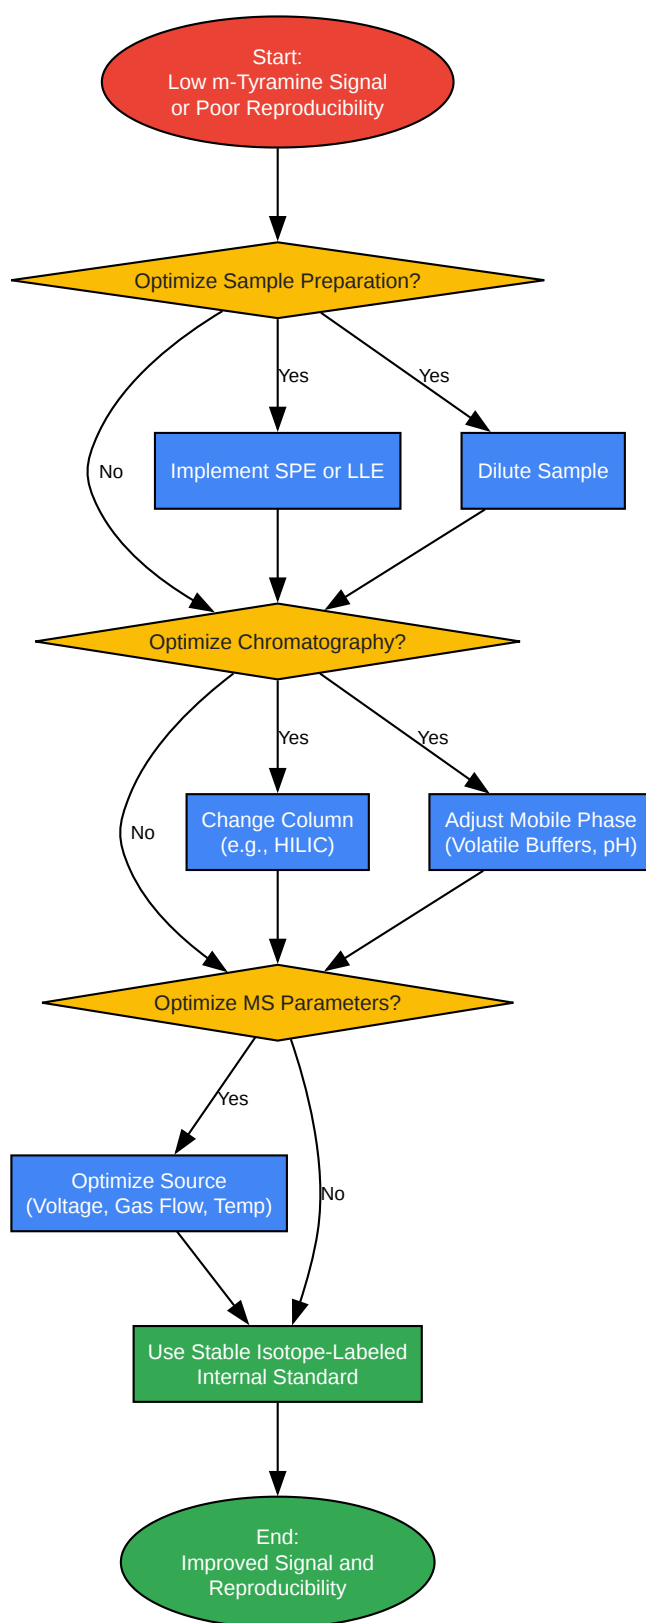 Start:
Low m-Tyramine Signal
or Poor Reproducibility
Optimize Sample Preparation?
Yes
Yes
No
Implement SPE or LLE
Dilute Sample
Optimize Chromatography?
Yes
Yes
No
Change Column
(e.g., HILIC)
Adjust Mobile Phase
(Volatile Buffers, pH)
Optimize MS Parameters?
Yes
No
Optimize Source
(Voltage, Gas Flow, Temp)
Use Stable Isotope-Labeled
Internal Standard
End:
Improved Signal and
Reproducibility